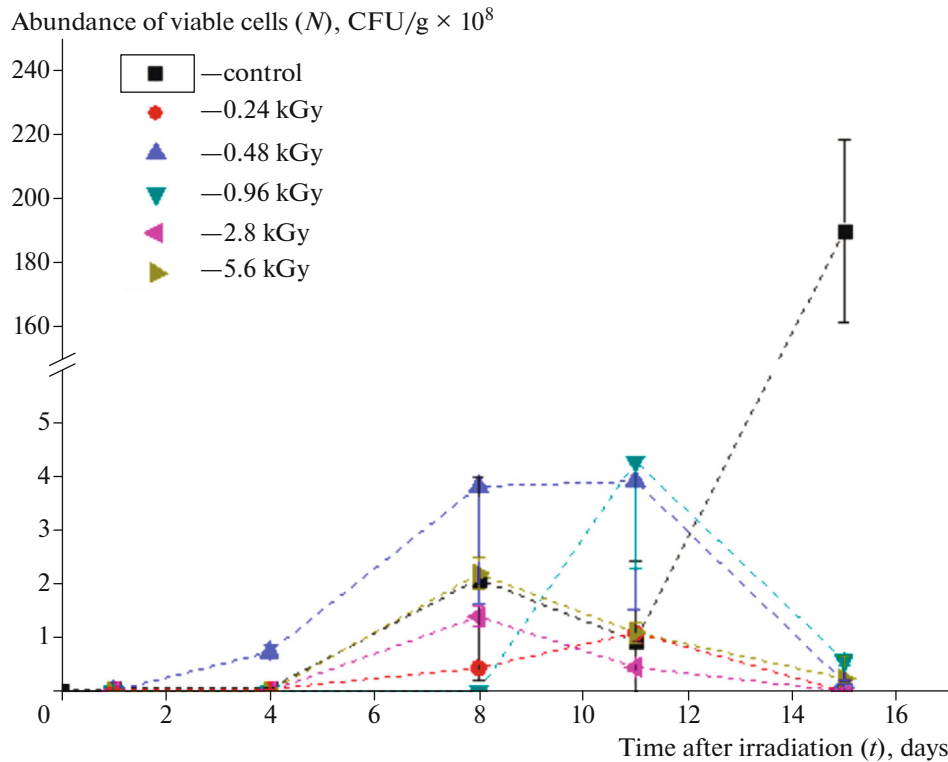 Abundance of viable cells (N), CFU/g × 10⁸
240
220
200
180
160
5
4
3
2
1
—control
—0.24 kGy
—0.48 kGy
—0.96 kGy
—2.8 kGy
—5.6 kGy
0 2 4 6 8 10 12 14 16
Time after irradiation (t), days